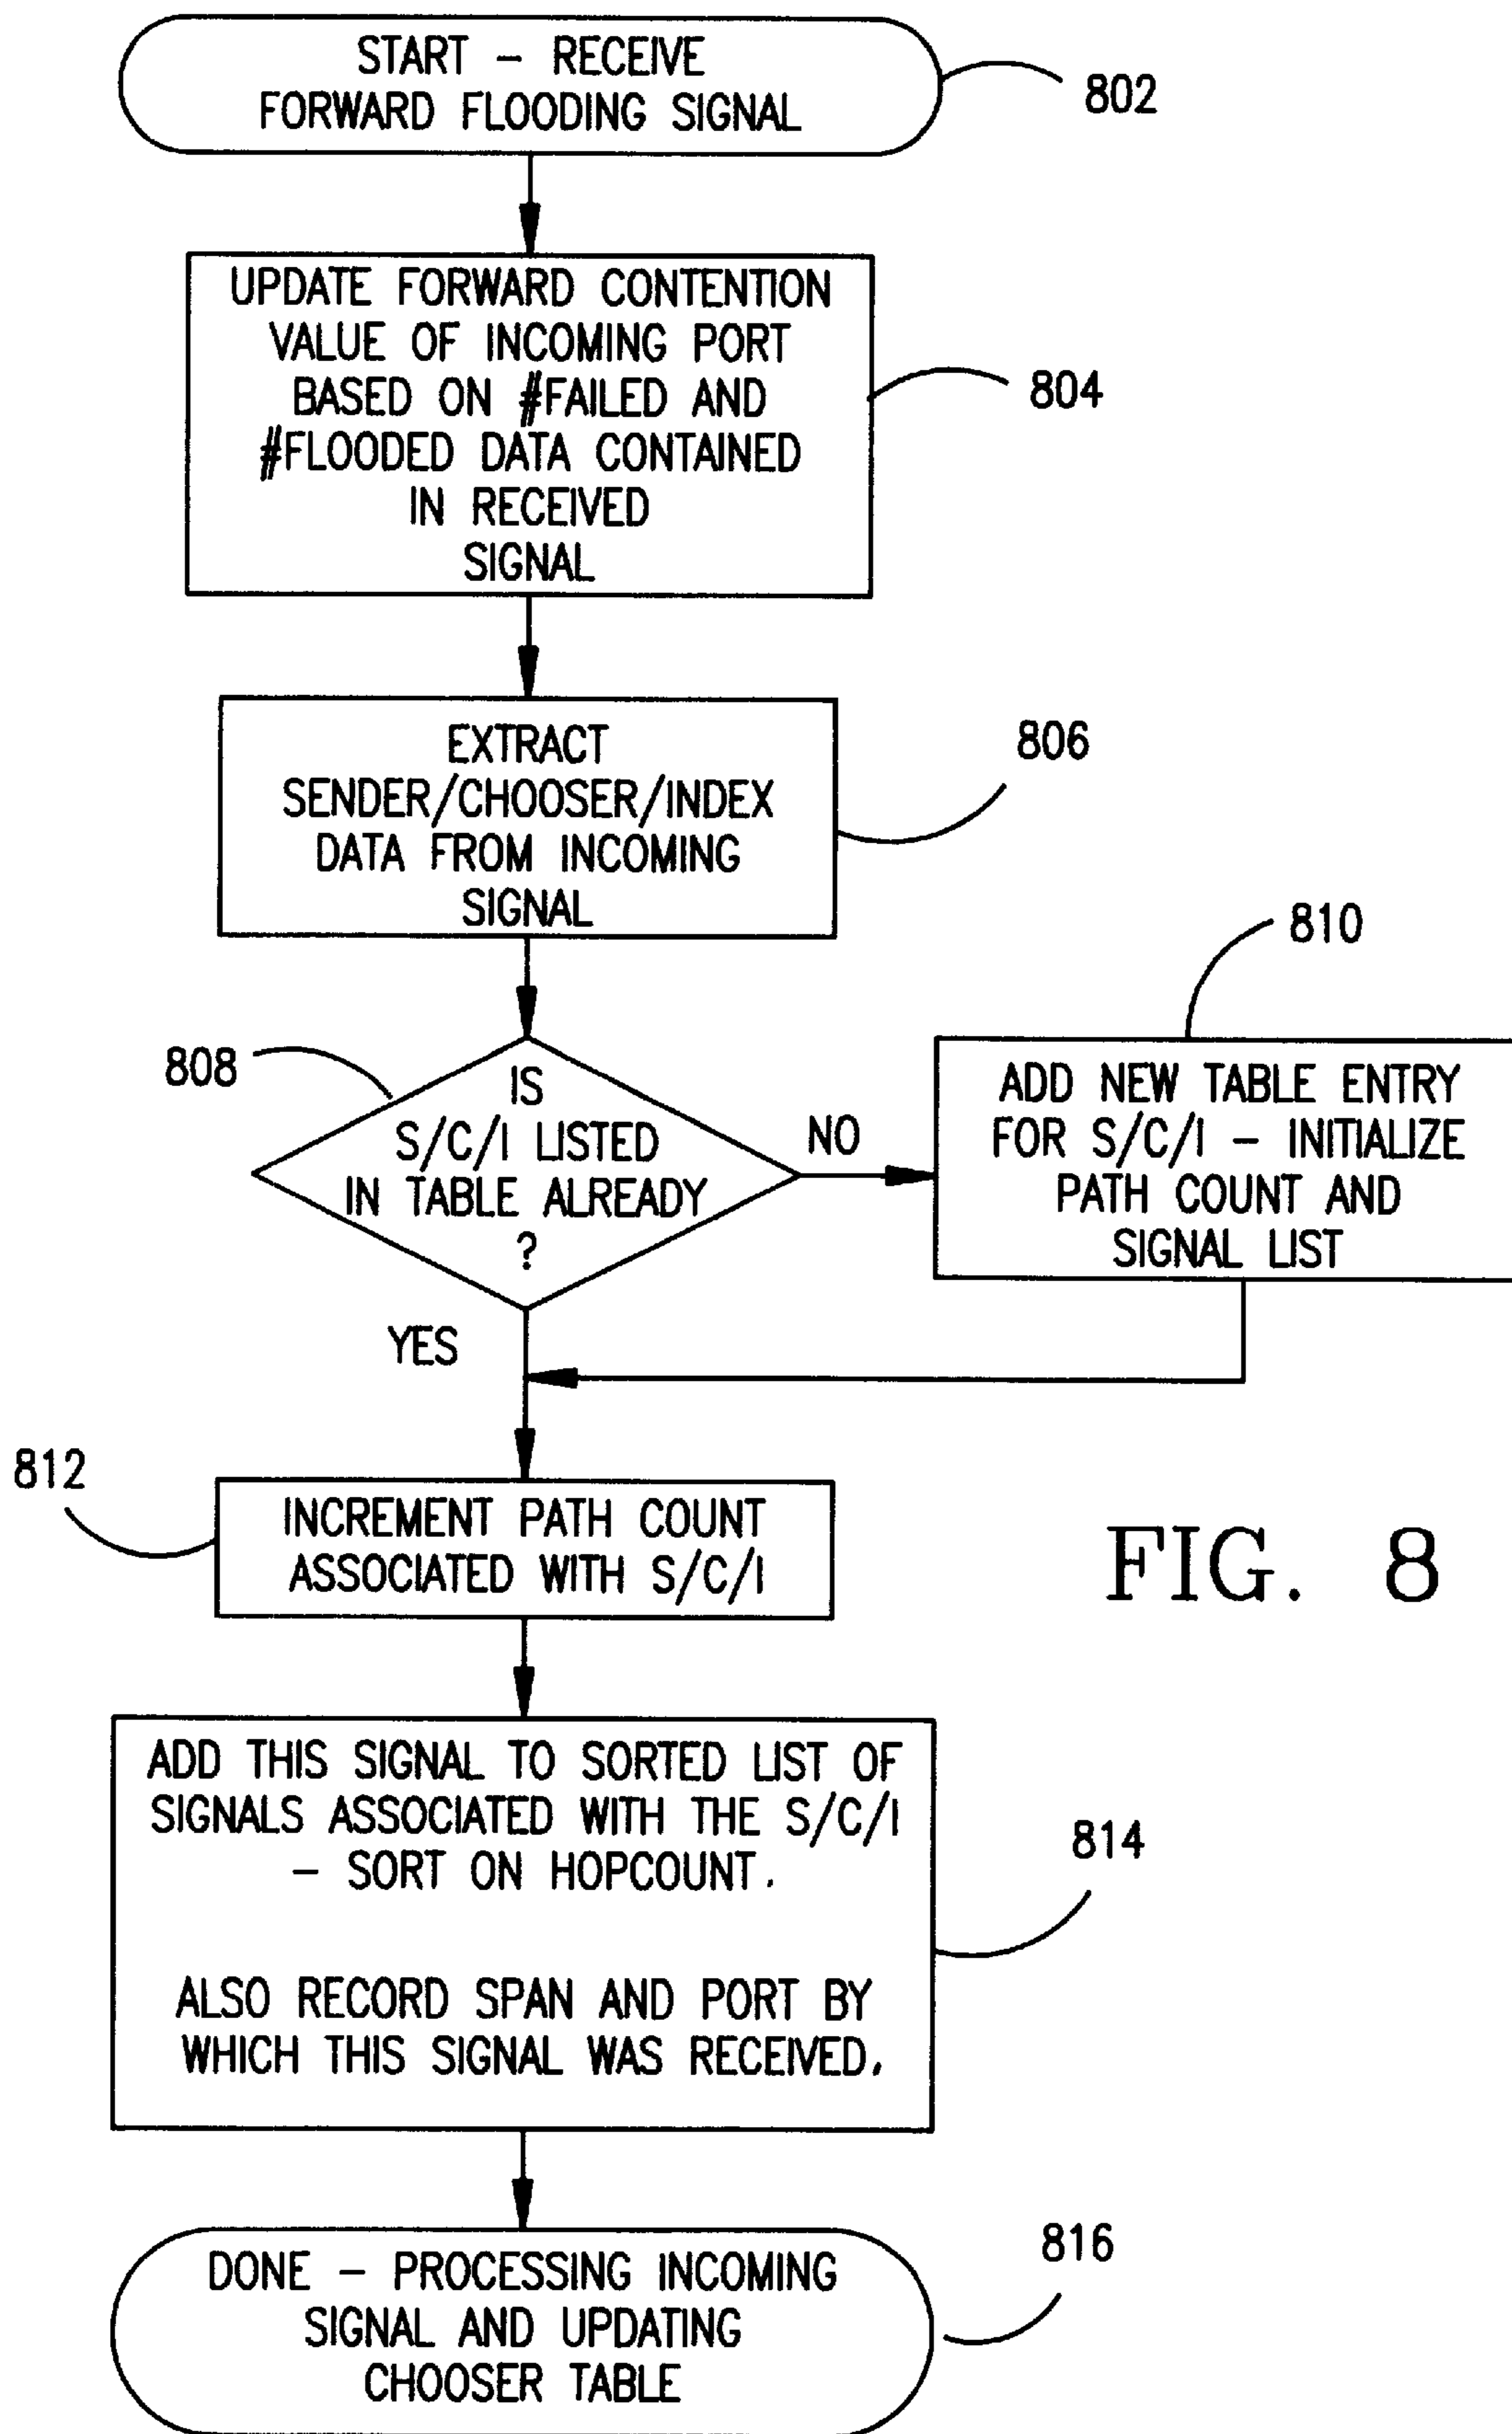 START - RECEIVE
FORWARD FLOODING SIGNAL
802
UPDATE FORWARD CONTENTION
VALUE OF INCOMING PORT
BASED ON #FAILED AND
#FLOODED DATA CONTAINED
IN RECEIVED
SIGNAL
804
EXTRACT
SENDER/CHOOSER/INDEX
DATA FROM INCOMING
SIGNAL
806
808
IS
S/C/I LISTED
IN TABLE ALREADY
?
NO
810
ADD NEW TABLE ENTRY
FOR S/C/I - INITIALIZE
PATH COUNT AND
SIGNAL LIST
YES
812
INCREMENT PATH COUNT
ASSOCIATED WITH S/C/I
FIG. 8
ADD THIS SIGNAL TO SORTED LIST OF
SIGNALS ASSOCIATED WITH THE S/C/I
- SORT ON HOPCOUNT.
ALSO RECORD SPAN AND PORT BY
WHICH THIS SIGNAL WAS RECEIVED.
814
DONE - PROCESSING INCOMING
SIGNAL AND UPDATING
CHOOSER TABLE
816